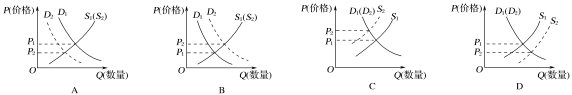 P(价格) D₂ D₁ S₁(S₂)
P₁
P₂
O Q(数量)
A
P(价格) D₁ D₂ S₁(S₂)
P₂
P₁
O Q(数量)
B
P(价格) D₁(D₂) S₂ S₁
P₂
P₁
O Q(数量)
C
P(价格) D₁(D₂) S₁ S₂
P₁
P₂
O Q(数量)
D